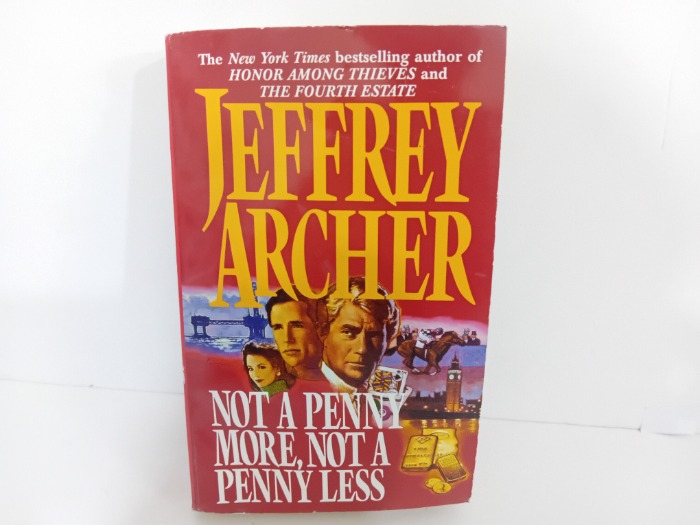 The New York Times bestselling author of
HONOR AMONG THIEVES and
THE FOURTH ESTATE
JEFFREY
ARCHER
NOT A PENNY
MORE, NOT A
PENNY LESS